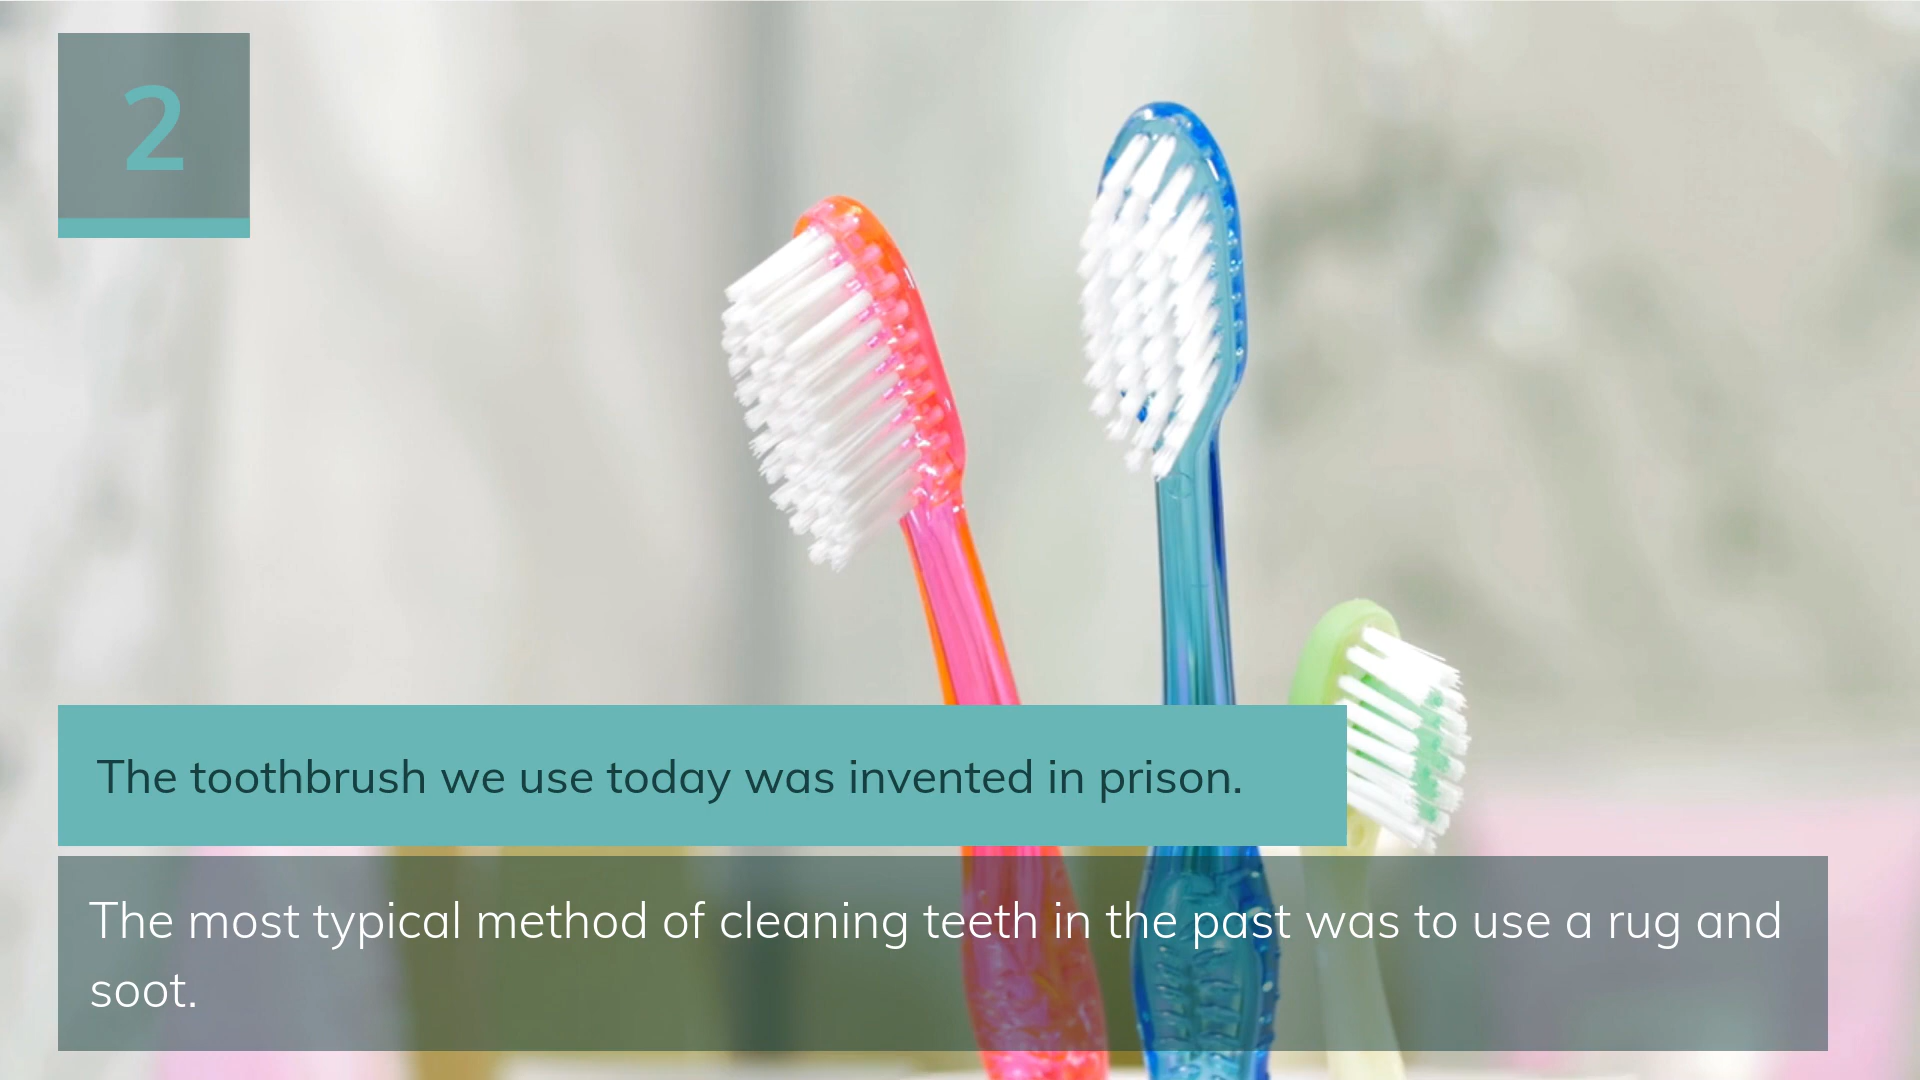 2
The toothbrush we use today was invented in prison.
The most typical method of cleaning teeth in the past was to use a rug and
soot.